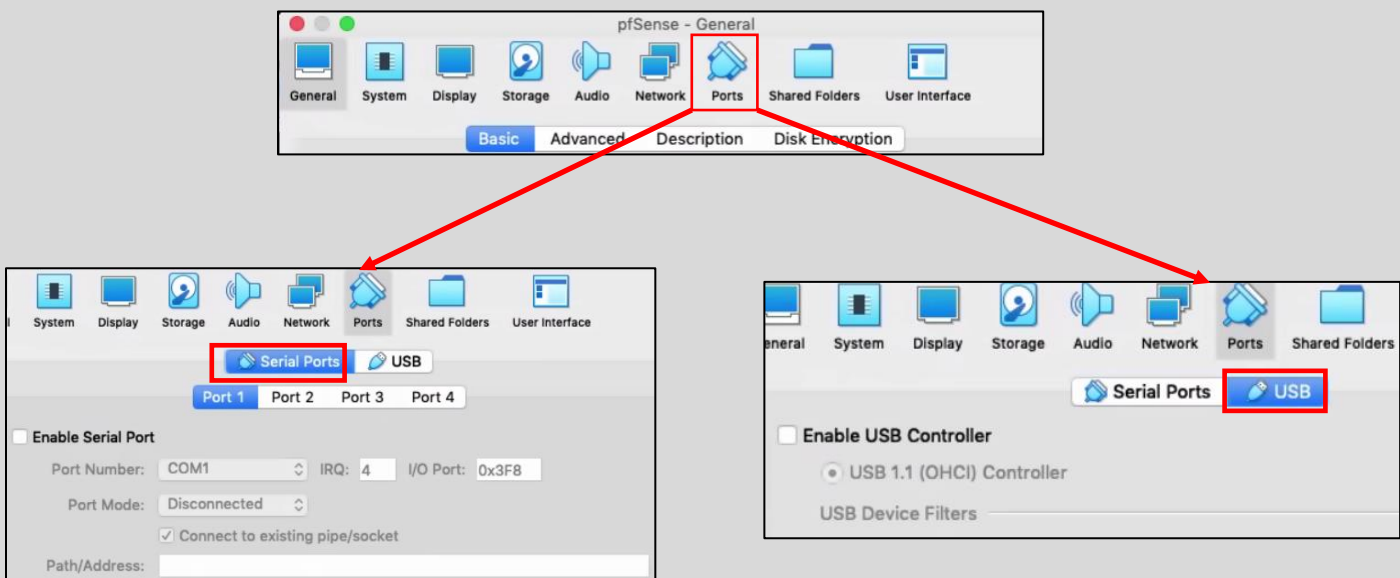 pfSense - General
General System Display Storage Audio Network Ports Shared Folders User Interface
Basic Advanced Description Disk Encryption
System Display Storage Audio Network Ports Shared Folders User Interface
Serial Ports USB
Port 1 Port 2 Port 3 Port 4
Enable Serial Port
Port Number: COM1 IRQ: 4 I/O Port: 0x3F8
Port Mode: Disconnected
Connect to existing pipe/socket
Path/Address:
eneral System Display Storage Audio Network Ports Shared Folders
Serial Ports USB
Enable USB Controller
USB 1.1 (OHCI) Controller
USB Device Filters